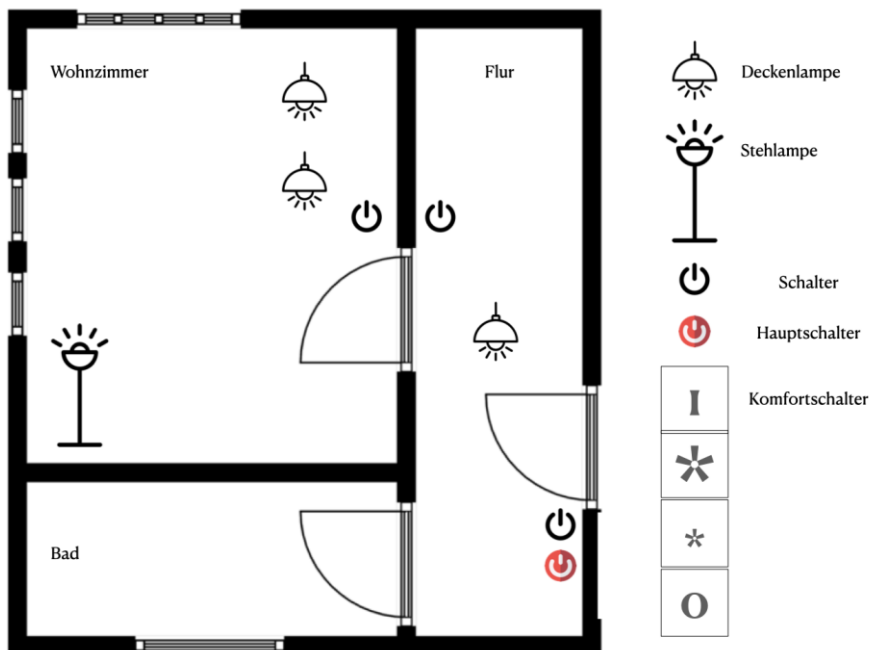 Wohnzimmer
Flur
Bad
Deckenlampe
Stehlampe
Schalter
Hauptschalter
I
Komfortschalter
O